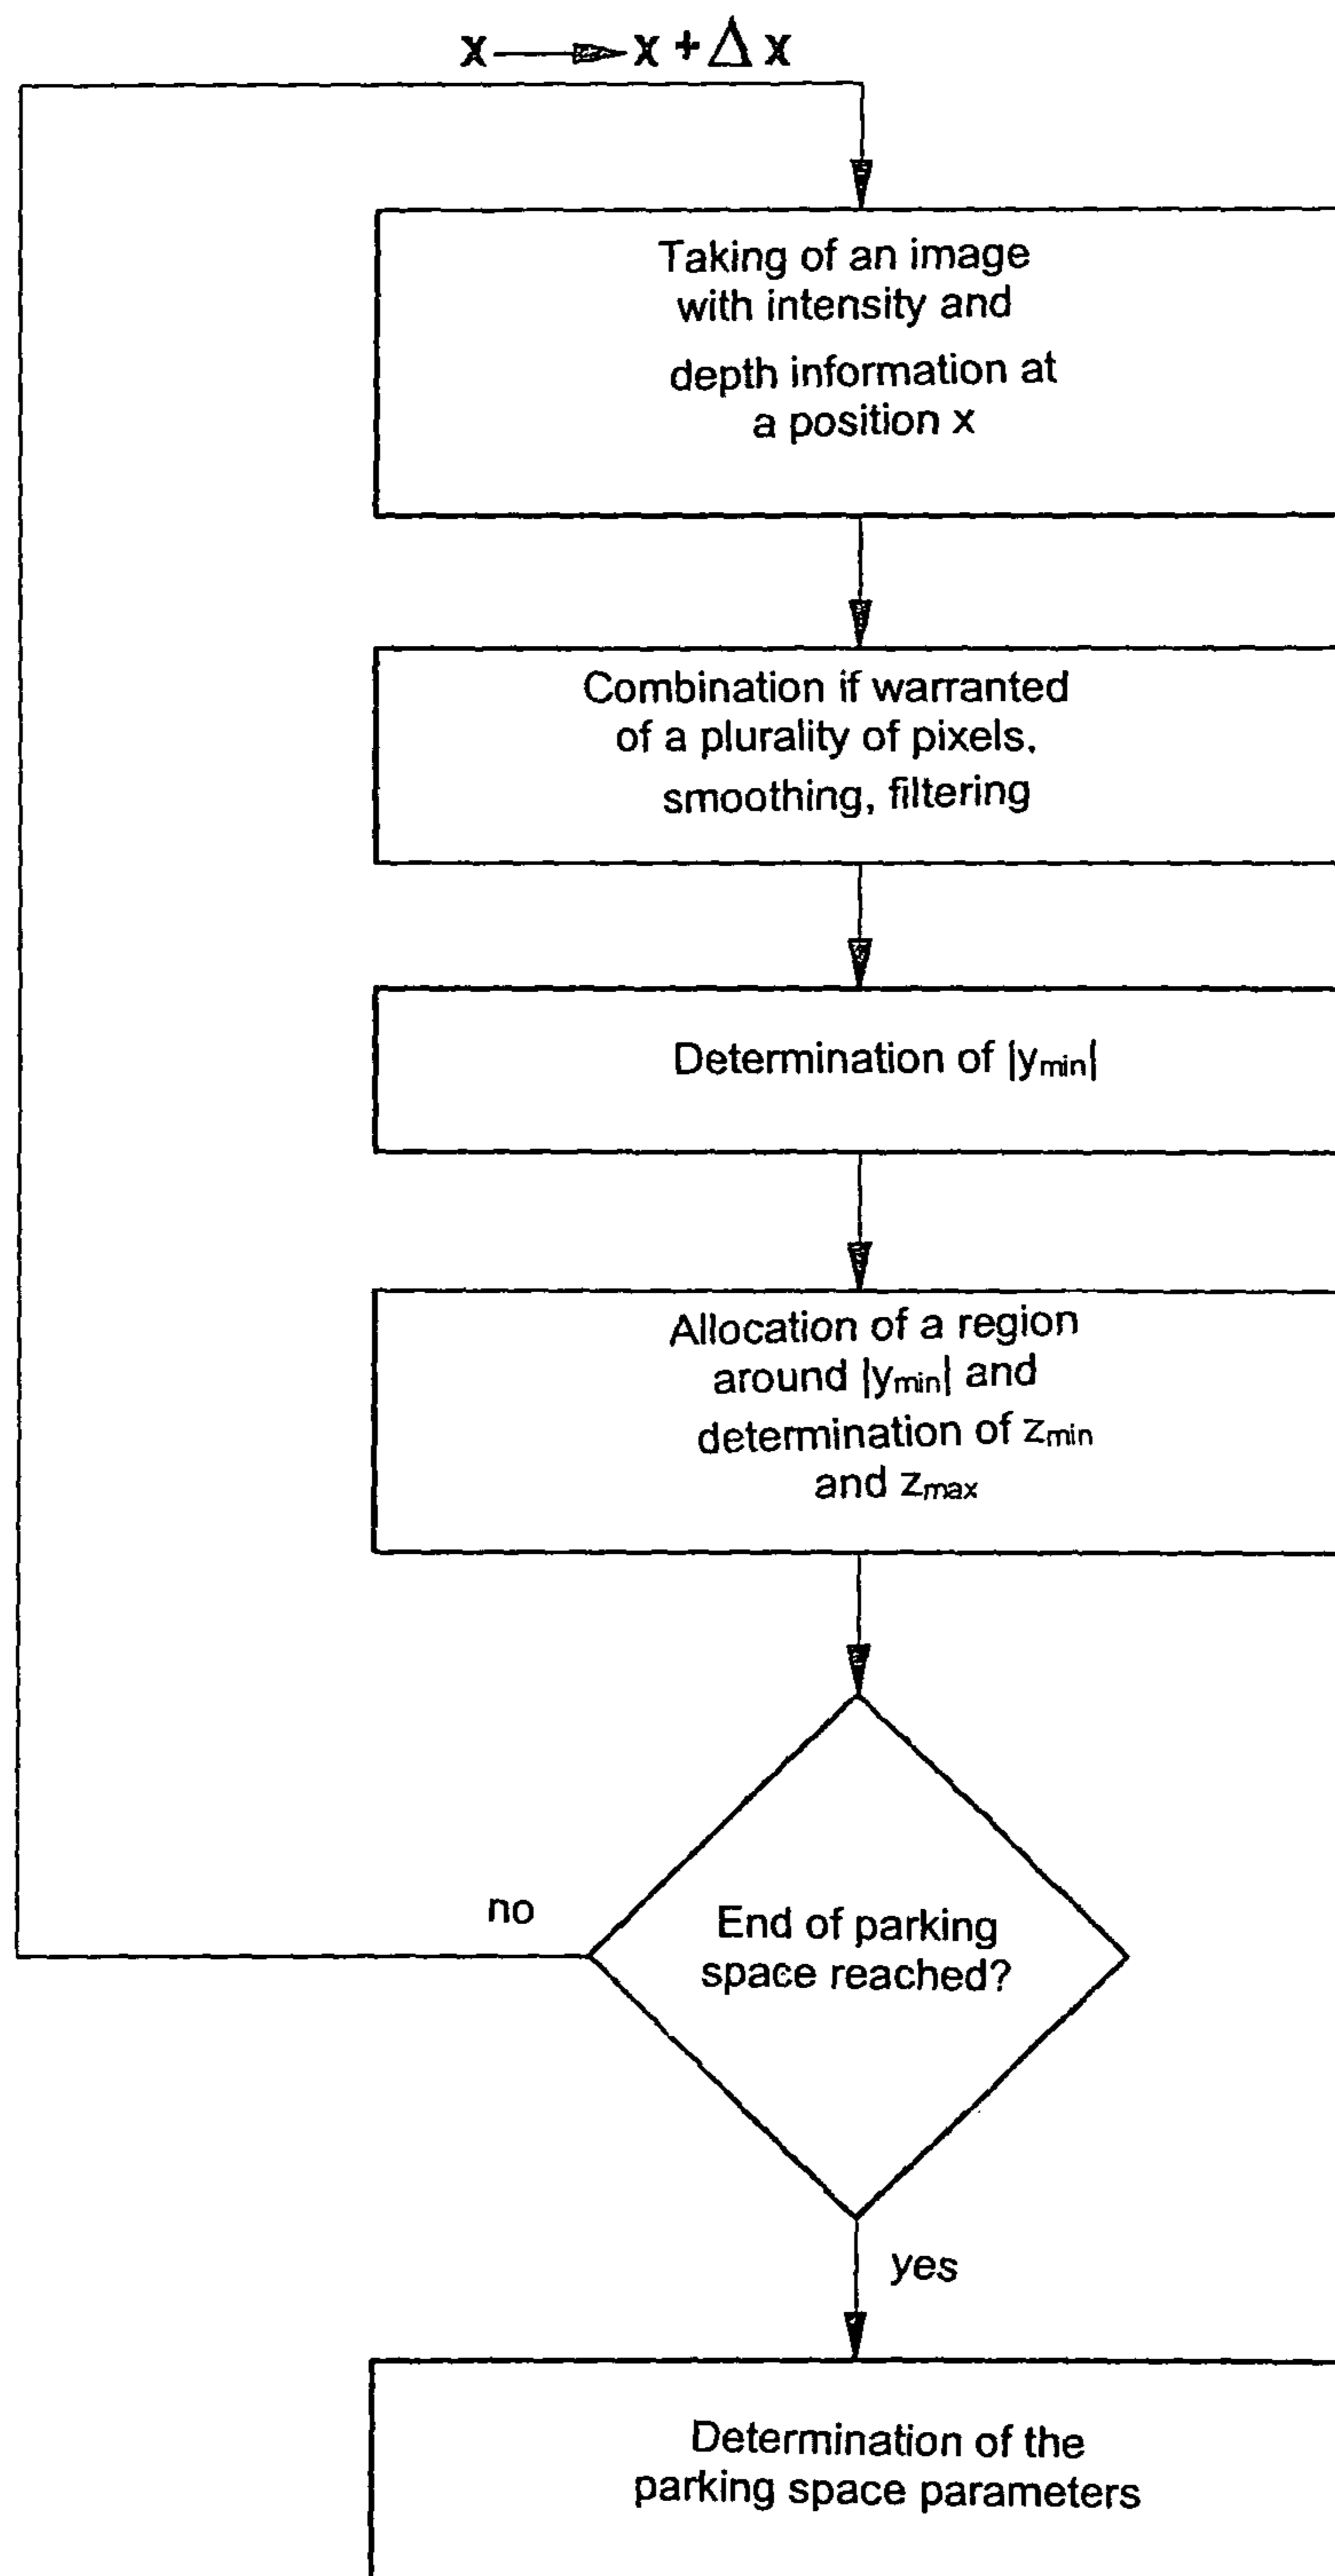 x → x + Δ x
Taking of an image
with intensity and
depth information at
a position x
Combination if warranted
of a plurality of pixels,
smoothing, filtering
Determination of |ymin|
Allocation of a region
around |ymin| and
determination of zmin
and zmax
End of parking
space reached?
no
yes
Determination of the
parking space parameters